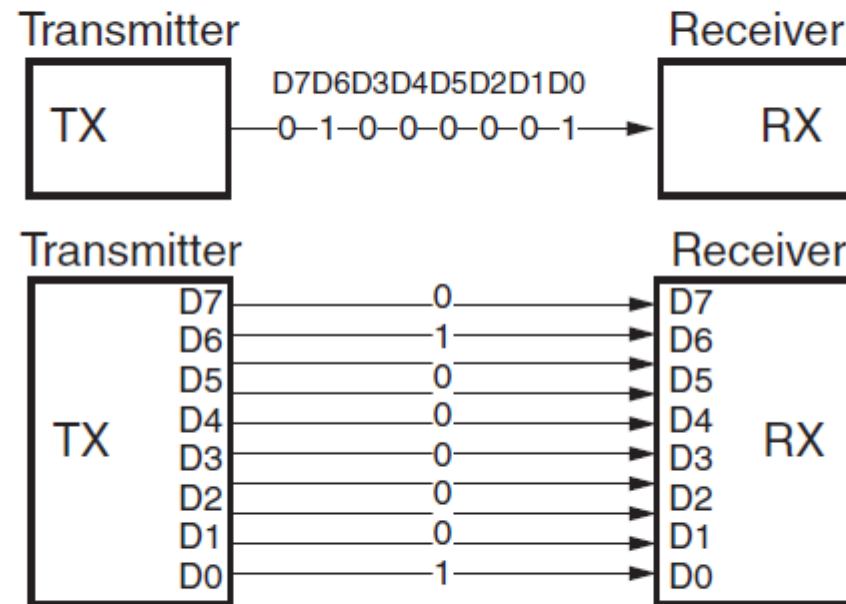 Transmitter Receiver
D7D6D3D4D5D2D1D0
TX 0 1 0 0 0 0 0 1 RX
Transmitter Receiver
D7 0 D7
D6 1 D6
D5 0 D5
D4 0 D4
TX RX
D3 0 D3
D2 0 D2
D1 0 D1
D0 1 D0